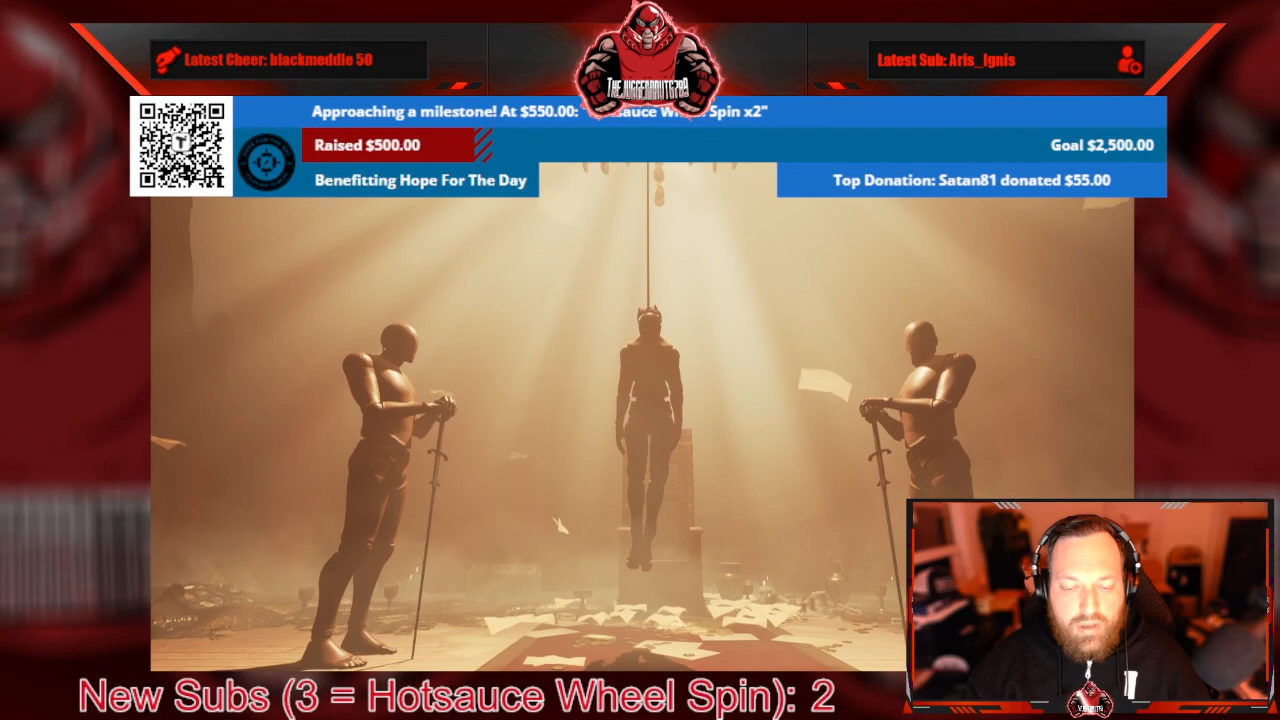 Latest Cheer: blackmeddle 50
THEJUGGERNAUT6789
Latest Sub: Aris_Ignis
Approaching a milestone! At $550.00: Spin x2"
Raised $500.00
Goal $2,500.00
Benefitting Hope For The Day
Top Donation: Satan81 donated $55.00
New Subs (3 = Hotsauce Wheel Spin): 2